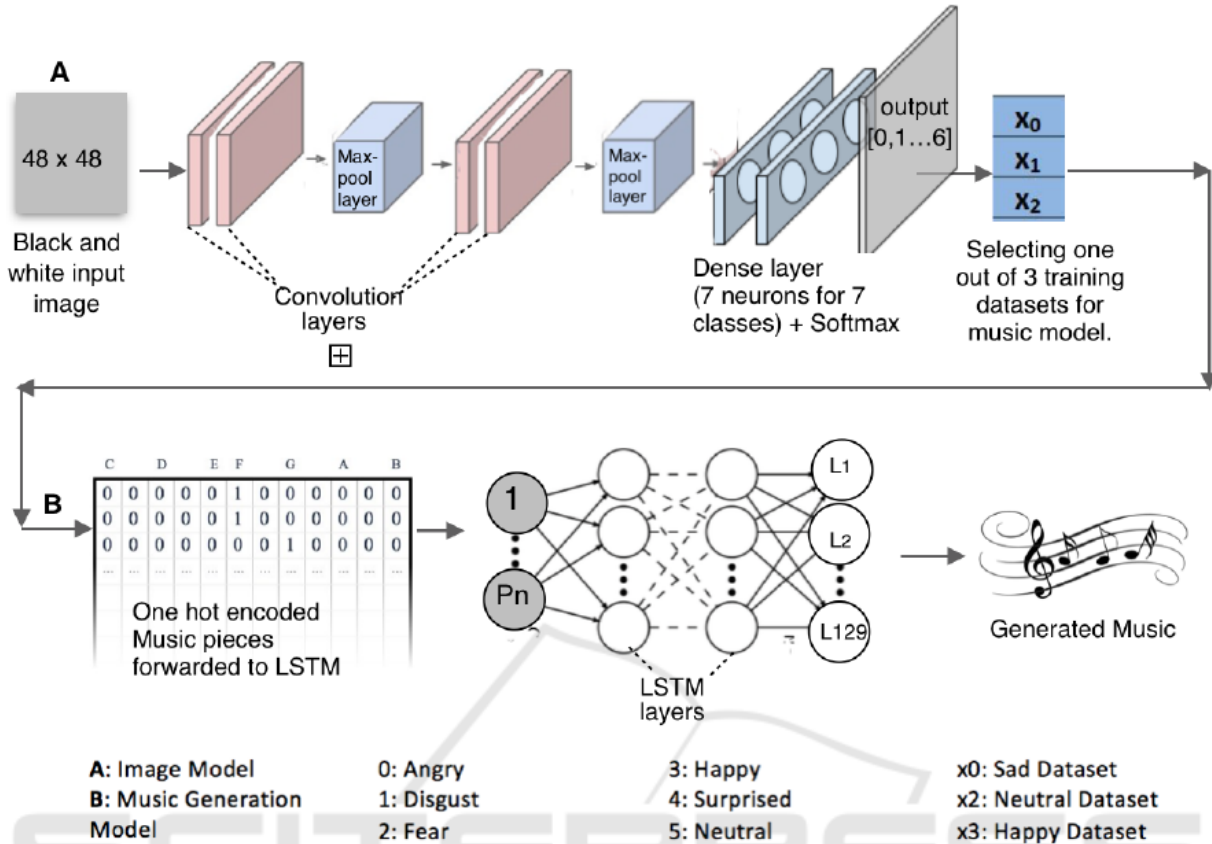 A
48 x 48
Black and
white input
image
Max-
pool
layer
Max-
pool
layer
Convolution
layers
output
[0,1...6]
Dense layer
(7 neurons for 7
classes) + Softmax
x0
x1
x2
Selecting one
out of 3 training
datasets for
music model.
B
C D E F G A B
0 0 0 0 0 1 0 0 0 0 0 0
0 0 0 0 0 1 0 0 0 0 0 0
0 0 0 0 0 0 0 1 0 0 0 0
... ... ... ... ... ... ... ... ... ... ... ...
One hot encoded
Music pieces
forwarded to LSTM
1
Pn
L1
L2
L129
LSTM
layers
Generated Music
A: Image Model
B: Music Generation
Model
0: Angry
1: Disgust
2: Fear
3: Happy
4: Surprised
5: Neutral
x0: Sad Dataset
x2: Neutral Dataset
x3: Happy Dataset